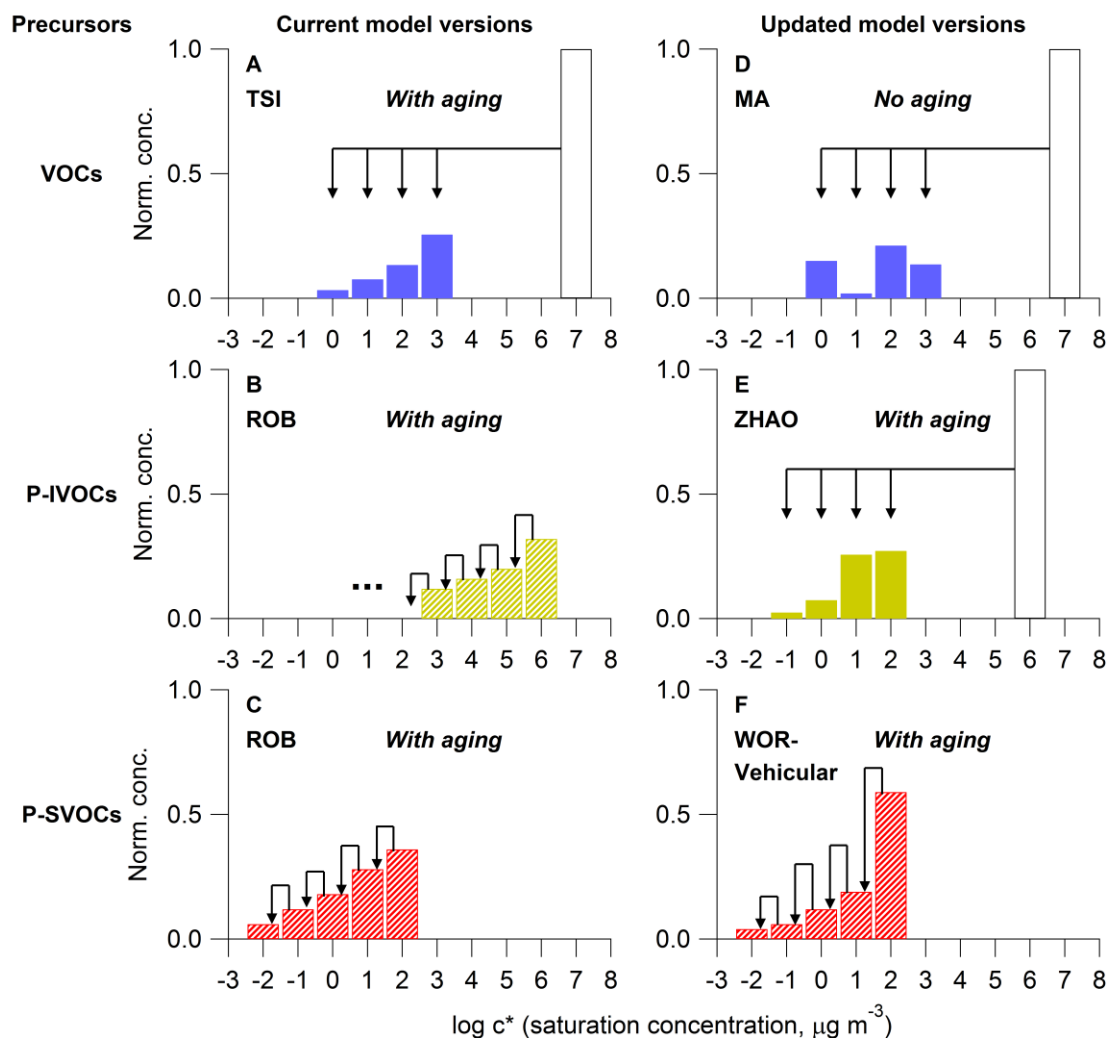 Precursors
Current model versions
Updated model versions
VOCs
Norm. conc.
1.0
0.5
0.0
A
TSI
With aging
-3 -2 -1 0 1 2 3 4 5 6 7 8
1.0
0.5
0.0
D
MA
No aging
-3 -2 -1 0 1 2 3 4 5 6 7 8
P-IVOCs
Norm. conc.
1.0
0.5
0.0
B
ROB
With aging
...
-3 -2 -1 0 1 2 3 4 5 6 7 8
1.0
0.5
0.0
E
ZHAO
With aging
-3 -2 -1 0 1 2 3 4 5 6 7 8
P-SVOCs
Norm. conc.
1.0
0.5
0.0
C
ROB
With aging
-3 -2 -1 0 1 2 3 4 5 6 7 8
1.0
0.5
0.0
F
WOR-
Vehicular
With aging
-3 -2 -1 0 1 2 3 4 5 6 7 8
log c* (saturation concentration, μg m⁻³)